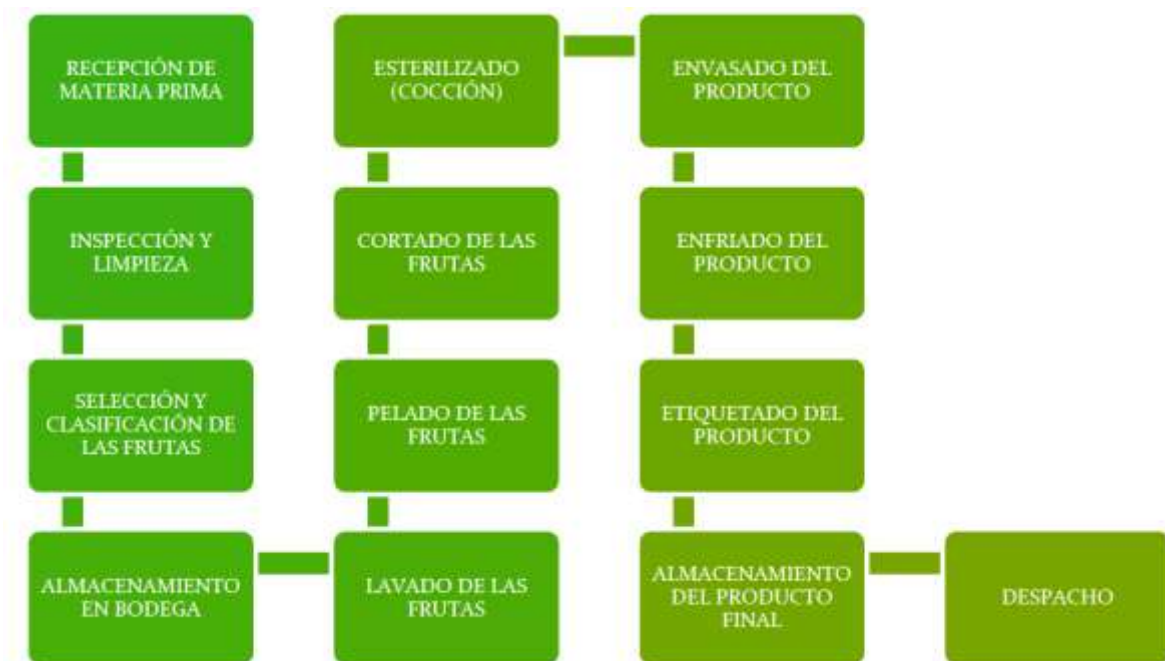 RECEPCIÓN DE
MATERIA PRIMA
INSPECCIÓN Y
LIMPIEZA
SELECCIÓN Y
CLASIFICACIÓN DE
LAS FRUTAS
ALMACENAMIENTO
EN BODEGA
LAVADO DE LAS
FRUTAS
PELADO DE LAS
FRUTAS
CORTADO DE LAS
FRUTAS
ESTERILIZADO
(COCCIÓN)
ENVASADO DEL
PRODUCTO
ENFRIADO DEL
PRODUCTO
ETIQUETADO DEL
PRODUCTO
ALMACENAMIENTO
DEL PRODUCTO
FINAL
DESPACHO